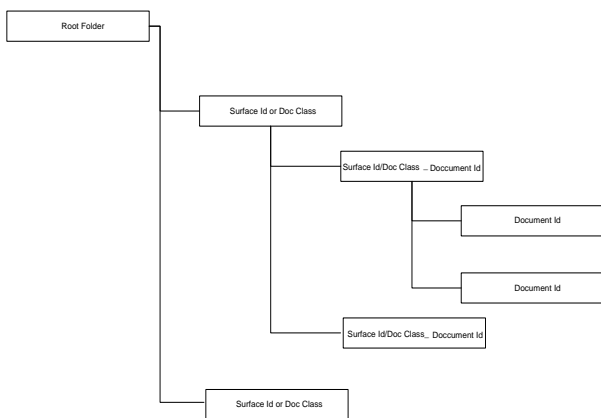 Root Folder
Surface Id or Doc Class
Surface Id/Doc Class _ Doccument Id
Document Id
Document Id
Surface Id/Doc Class_ Doccument Id
Surface Id or Doc Class